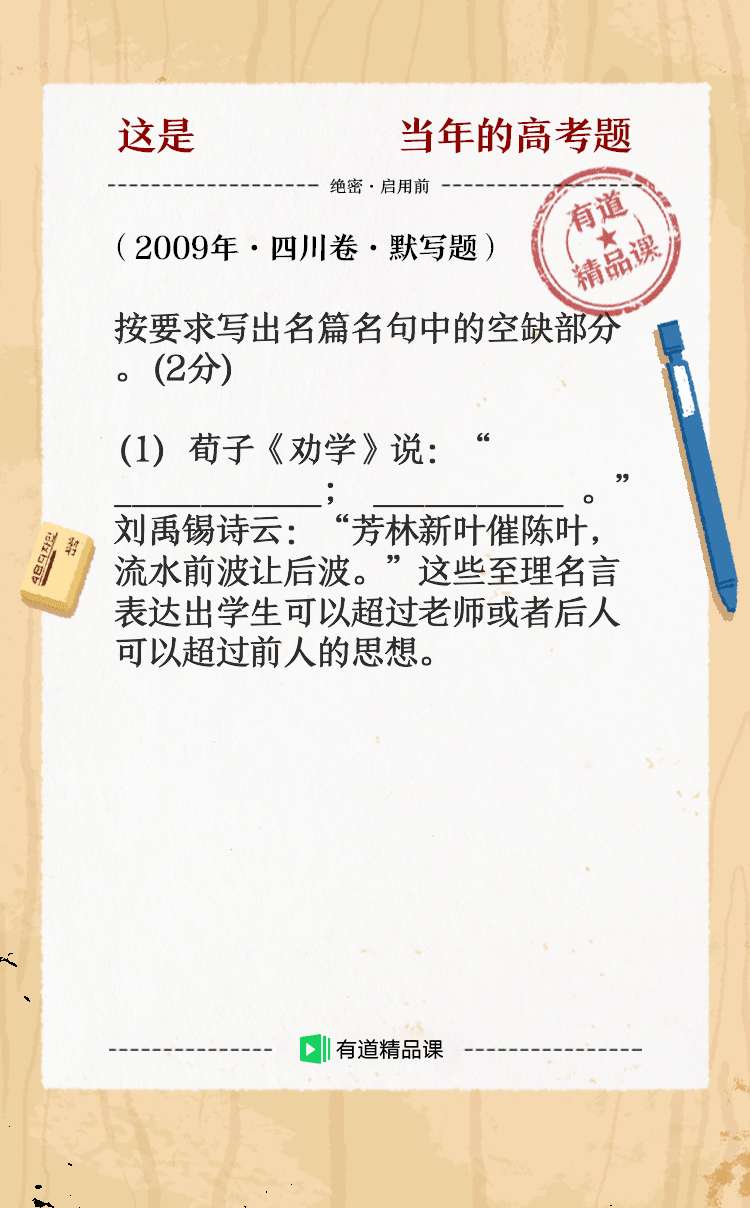 这是 当年的高考题
绝密·启用前
有道
精品课
（2009年·四川卷·默写题）
按要求写出名篇名句中的空缺部分
。(2分)
(1) 荀子《劝学》说：“
____________； ___________ 。”
刘禹锡诗云：“芳林新叶催陈叶，
流水前波让后波。”这些至理名言
表达出学生可以超过老师或者后人
可以超过前人的思想。
有道精品课